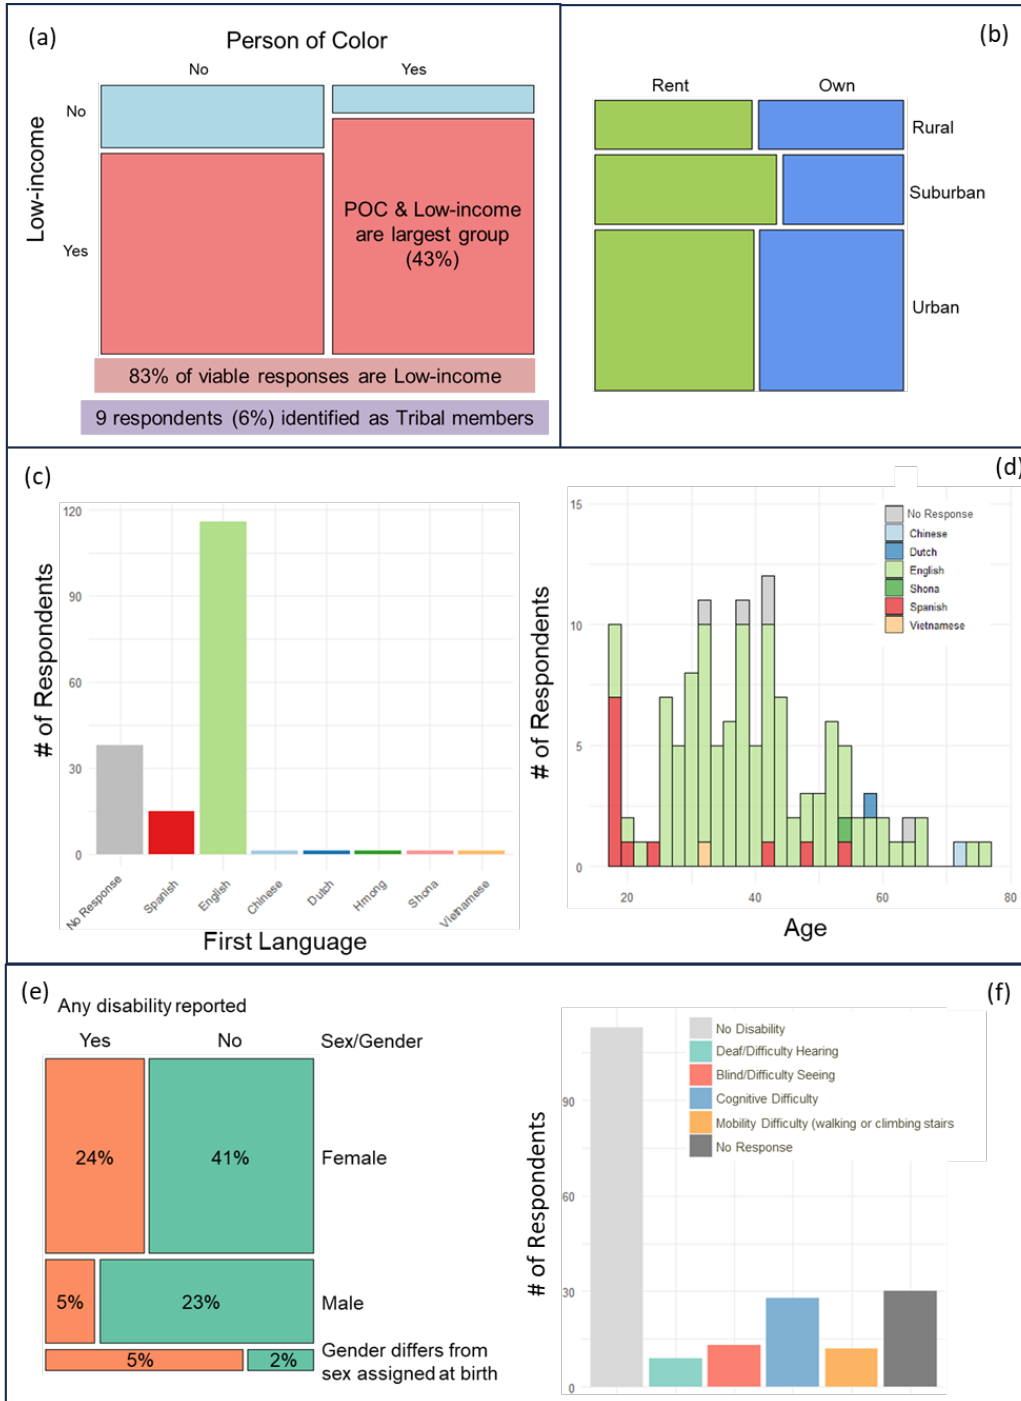 (a)
Person of Color
No
Yes
Low-income
No
Yes
POC & Low-income
are largest group
(43%)
83% of viable responses are Low-income
9 respondents (6%) identified as Tribal members
(b)
Rent
Own
Rural
Suburban
Urban
(c)
# of Respondents
120
90
60
30
0
No Response
Spanish
English
Chinese
Dutch
Hmong
Shona
Vietnamese
First Language
(d)
# of Respondents
15
10
5
0
No Response
Chinese
Dutch
English
Shona
Spanish
Vietnamese
20
40
60
80
Age
(e)
Any disability reported
Yes
No
Sex/Gender
24%
41%
Female
5%
23%
Male
5%
2%
Gender differs from
sex assigned at birth
(f)
# of Respondents
90
60
30
0
No Disability
Deaf/Difficulty Hearing
Blind/Difficulty Seeing
Cognitive Difficulty
Mobility Difficulty (walking or climbing stairs
No Response